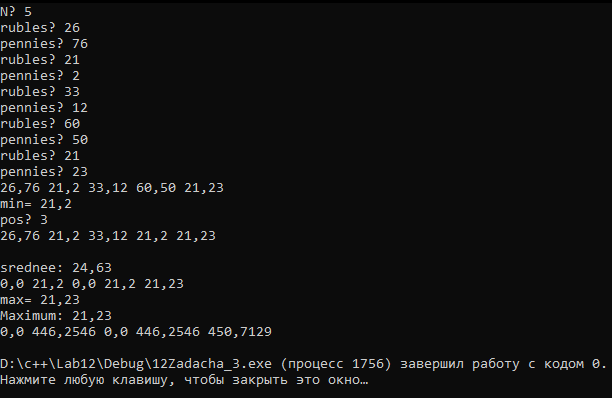 N? 5
rubles? 26
pennies? 76
rubles? 21
pennies? 2
rubles? 33
pennies? 12
rubles? 60
pennies? 50
rubles? 21
pennies? 23
26,76 21,2 33,12 60,50 21,23
min= 21,2
pos? 3
26,76 21,2 33,12 21,2 21,23
srednee: 24,63
0,0 21,2 0,0 21,2 21,23
max= 21,23
Maximum: 21,23
0,0 446,2546 0,0 446,2546 450,7129
D:\c++\Lab12\Debug\12Zadacha_3.exe (процесс 1756) завершил работу с кодом 0.
Нажмите любую клавишу, чтобы закрыть это окно…